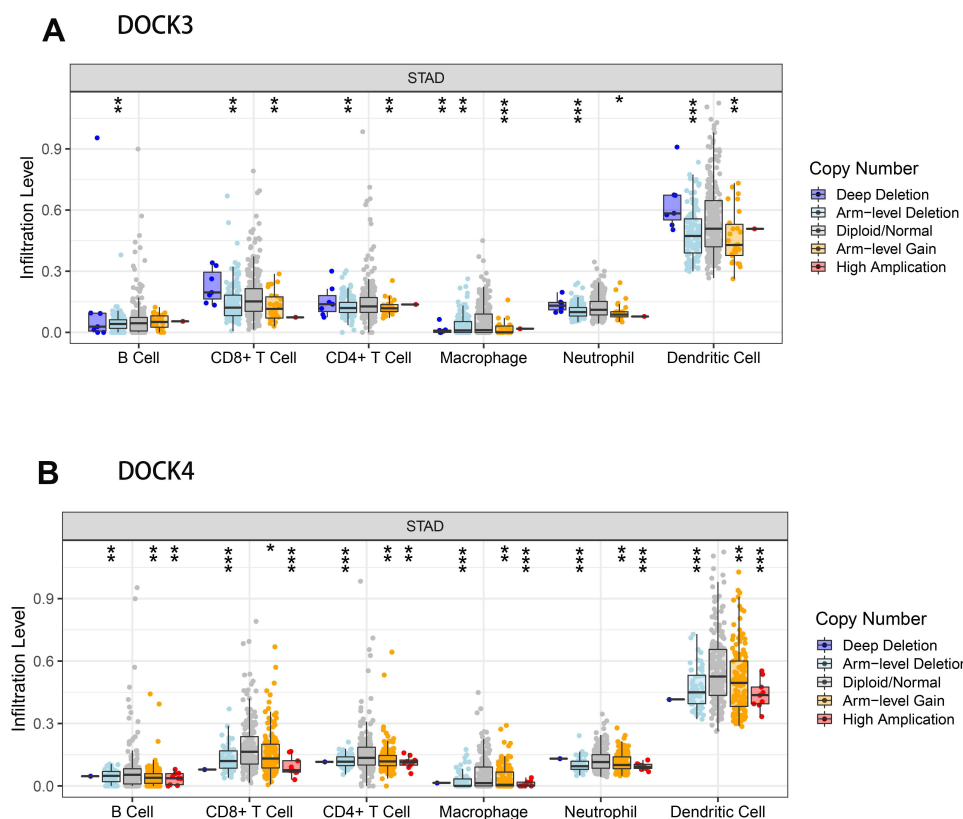 A DOCK3
STAD
** ** ** ** ** ** ** *** *** * *** **
Infiltration Level
0.9
0.6
0.3
0.0
B Cell CD8+ T Cell CD4+ T Cell Macrophage Neutrophil Dendritic Cell
Copy Number
Deep Deletion
Arm-level Deletion
Diploid/Normal
Arm-level Gain
High Amplication
B DOCK4
STAD
** ** ** *** * *** *** ** ** *** ** *** *** ** *** *** ** ***
Infiltration Level
0.9
0.6
0.3
0.0
B Cell CD8+ T Cell CD4+ T Cell Macrophage Neutrophil Dendritic Cell
Copy Number
Deep Deletion
Arm-level Deletion
Diploid/Normal
Arm-level Gain
High Amplication